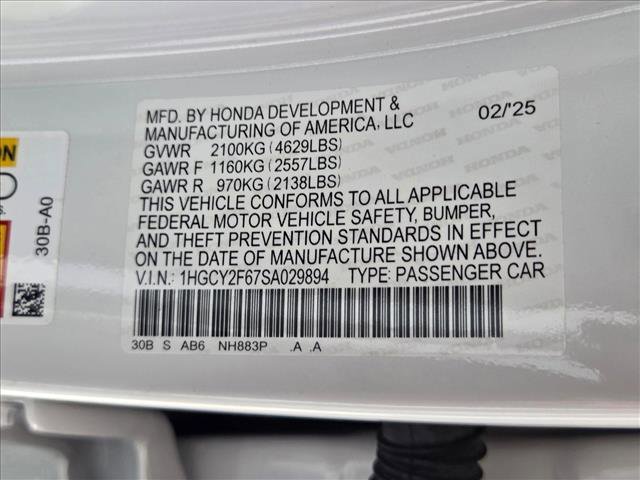 MFD. BY HONDA DEVELOPMENT &
MANUFACTURING OF AMERICA, LLC
02/'25
GVWR 2100KG (4629LBS)
GAWR F 1160KG (2557LBS)
GAWR R 970KG (2138LBS)
THIS VEHICLE CONFORMS TO ALL APPLICABLE
FEDERAL MOTOR VEHICLE SAFETY, BUMPER,
AND THEFT PREVENTION STANDARDS IN EFFECT
ON THE DATE OF MANUFACTURE SHOWN ABOVE.
V.I.N.: 1HGCY2F67SA029894 TYPE: PASSENGER CAR
30B S AB6 NH883P .A .A
30B-A0